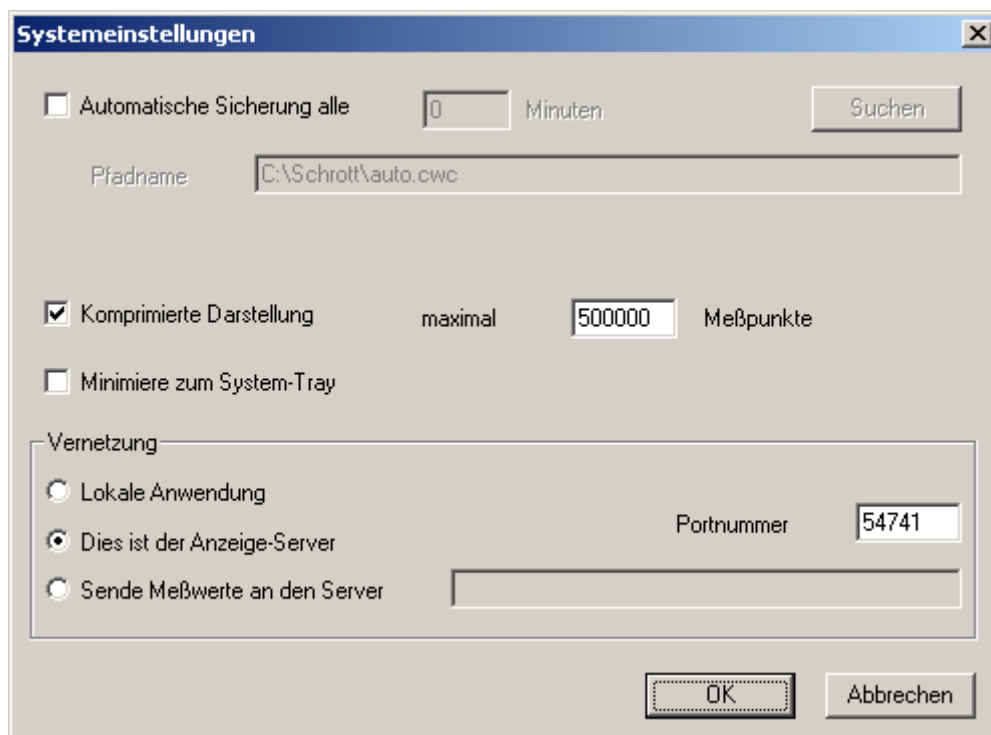 Systemeinstellungen
Automatische Sicherung alle 0 Minuten Suchen
Pfadname C:\Schrott\auto.cwc
Komprimierte Darstellung maximal 500000 Meßpunkte
Minimiere zum System-Tray
Vernetzung
Lokale Anwendung
Portnummer 54741
Dies ist der Anzeige-Server
Sende Meßwerte an den Server
OK Abbrechen